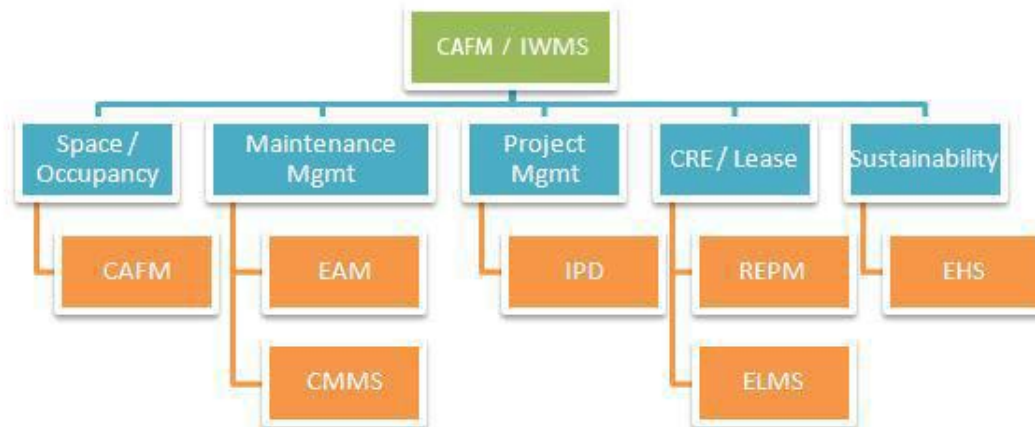 CAFM / IWMS
Space /
Occupancy
Maintenance
Mgmt
Project
Mgmt
CRE / Lease
Sustainability
CAFM
EAM
IPD
REPM
EHS
CMMS
ELMS